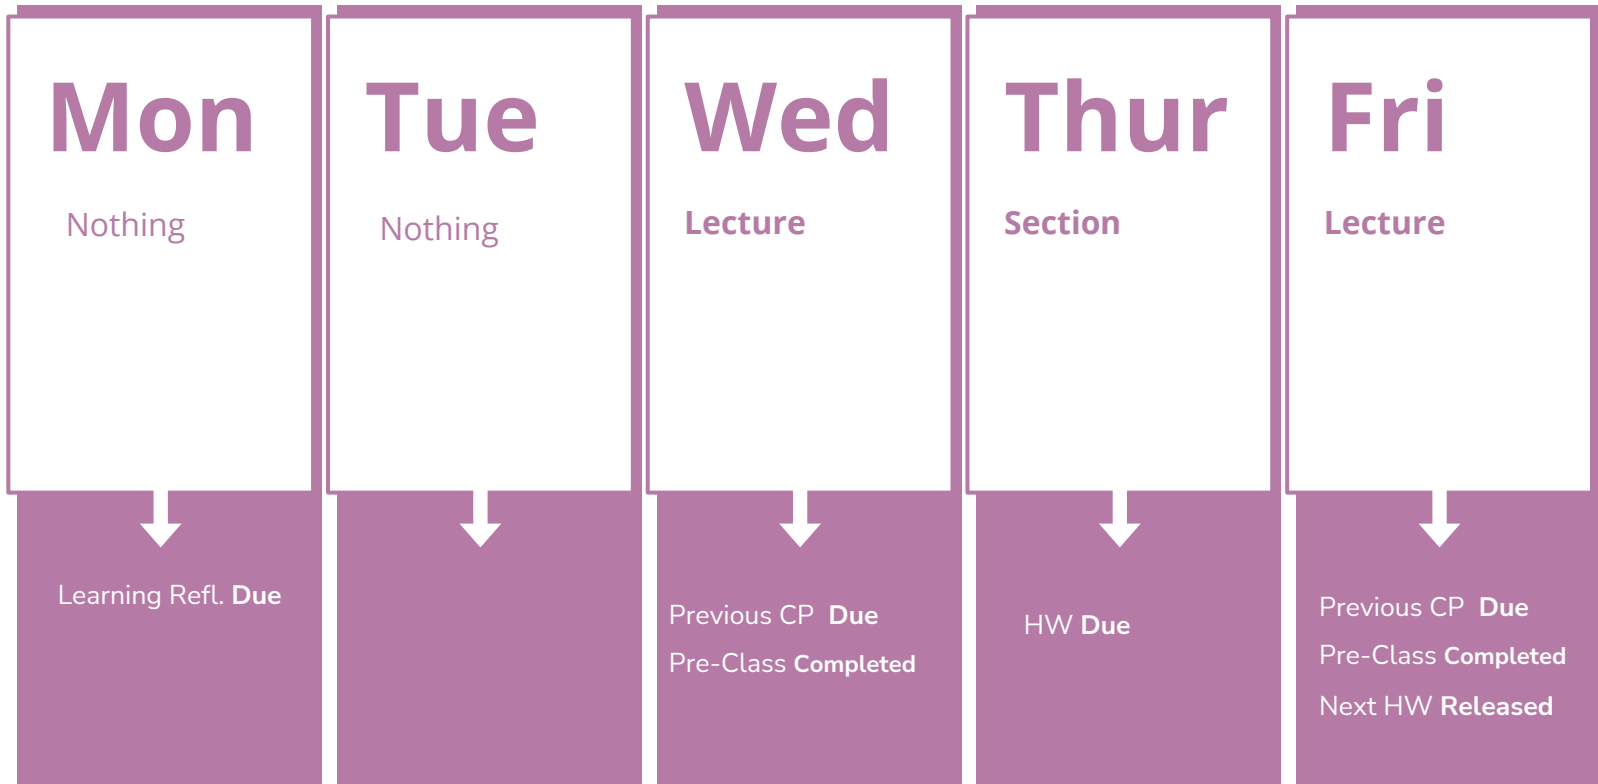 Mon
Nothing
Learning Refl. Due
Tue
Nothing
Wed
Lecture
Previous CP Due
Pre-Class Completed
Thur
Section
HW Due
Fri
Lecture
Previous CP Due
Pre-Class Completed
Next HW Released